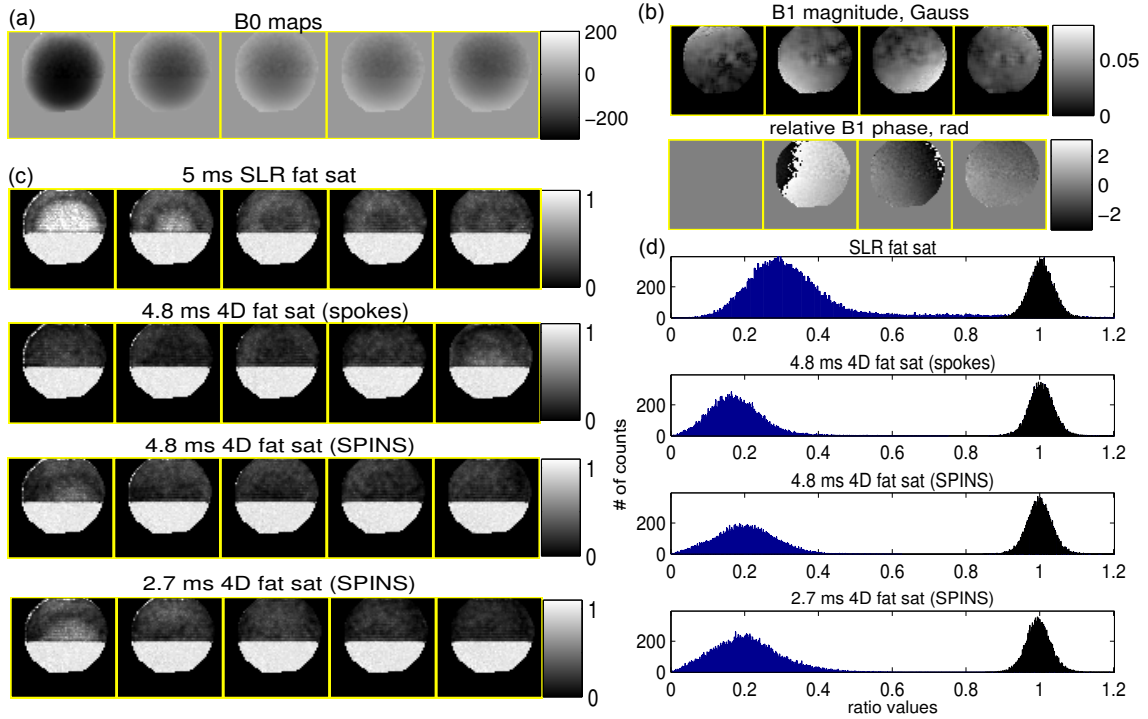 (a)
B0 maps
200
0
−200
(b)
B1 magnitude, Gauss
0.05
0
relative B1 phase, rad
2
0
−2
(c)
5 ms SLR fat sat
1
0
4.8 ms 4D fat sat (spokes)
1
0
4.8 ms 4D fat sat (SPINS)
1
0
2.7 ms 4D fat sat (SPINS)
1
0
(d)
SLR fat sat
200
0
0 0.2 0.4 0.6 0.8 1 1.2
4.8 ms 4D fat sat (spokes)
200
0
0 0.2 0.4 0.6 0.8 1 1.2
4.8 ms 4D fat sat (SPINS)
200
0
0 0.2 0.4 0.6 0.8 1 1.2
2.7 ms 4D fat sat (SPINS)
200
0
0 0.2 0.4 0.6 0.8 1 1.2
# of counts
ratio values